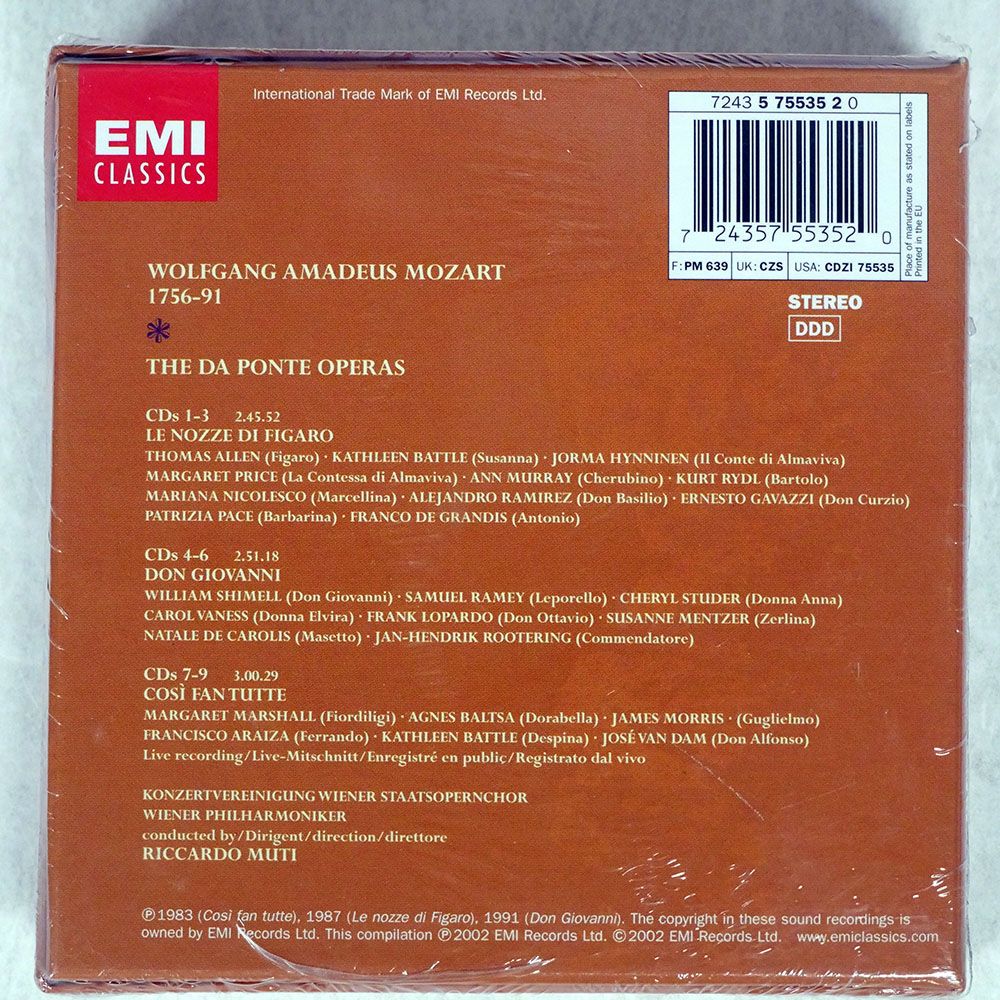 EMI
CLASSICS
International Trade Mark of EMI Records Ltd.
7243 5 75535 2 0
7 24357 55352 0
F: PM 639 UK: CZS USA: CDZI 75535
Place of manufacture as stated on labels
Printed in the EU
STEREO
DDD
WOLFGANG AMADEUS MOZART
1756-91
*
THE DA PONTE OPERAS
CDs 1-3 2.45.52
LE NOZZE DI FIGARO
THOMAS ALLEN (Figaro) · KATHLEEN BATTLE (Susanna) · JORMA HYNNINEN (Il Conte di Almaviva)
MARGARET PRICE (La Contessa di Almaviva) · ANN MURRAY (Cherubino) · KURT RYDL (Bartolo)
MARIANA NICOLESCO (Marcellina) · ALEJANDRO RAMIREZ (Don Basilio) · ERNESTO GAVAZZI (Don Curzio)
PATRIZIA PACE (Barbarina) · FRANCO DE GRANDIS (Antonio)
CDs 4-6 2.51.18
DON GIOVANNI
WILLIAM SHIMELL (Don Giovanni) · SAMUEL RAMEY (Leporello) · CHERYL STUDER (Donna Anna)
CAROL VANESS (Donna Elvira) · FRANK LOPARDO (Don Ottavio) · SUSANNE MENTZER (Zerlina)
NATALE DE CAROLIS (Masetto) · JAN-HENDRIK ROOTERING (Commendatore)
CDs 7-9 3.00.29
COSÌ FAN TUTTE
MARGARET MARSHALL (Fiordiligi) · AGNES BALTSA (Dorabella) · JAMES MORRIS · (Guglielmo)
FRANCISCO ARAIZA (Ferrando) · KATHLEEN BATTLE (Despina) · JOSÉ VAN DAM (Don Alfonso)
Live recording/Live-Mitschnitt/Enregistré en public/Registrato dal vivo
KONZERTVEREINIGUNG WIENER STAATSOPERNCHOR
WIENER PHILHARMONIKER
conducted by/Dirigent/direction/direttore
RICCARDO MUTI
℗1983 (Così fan tutte), 1987 (Le nozze di Figaro), 1991 (Don Giovanni). The copyright in these sound recordings is
owned by EMI Records Ltd. This compilation ℗2002 EMI Records Ltd. ©2002 EMI Records Ltd. www.emiclassics.com